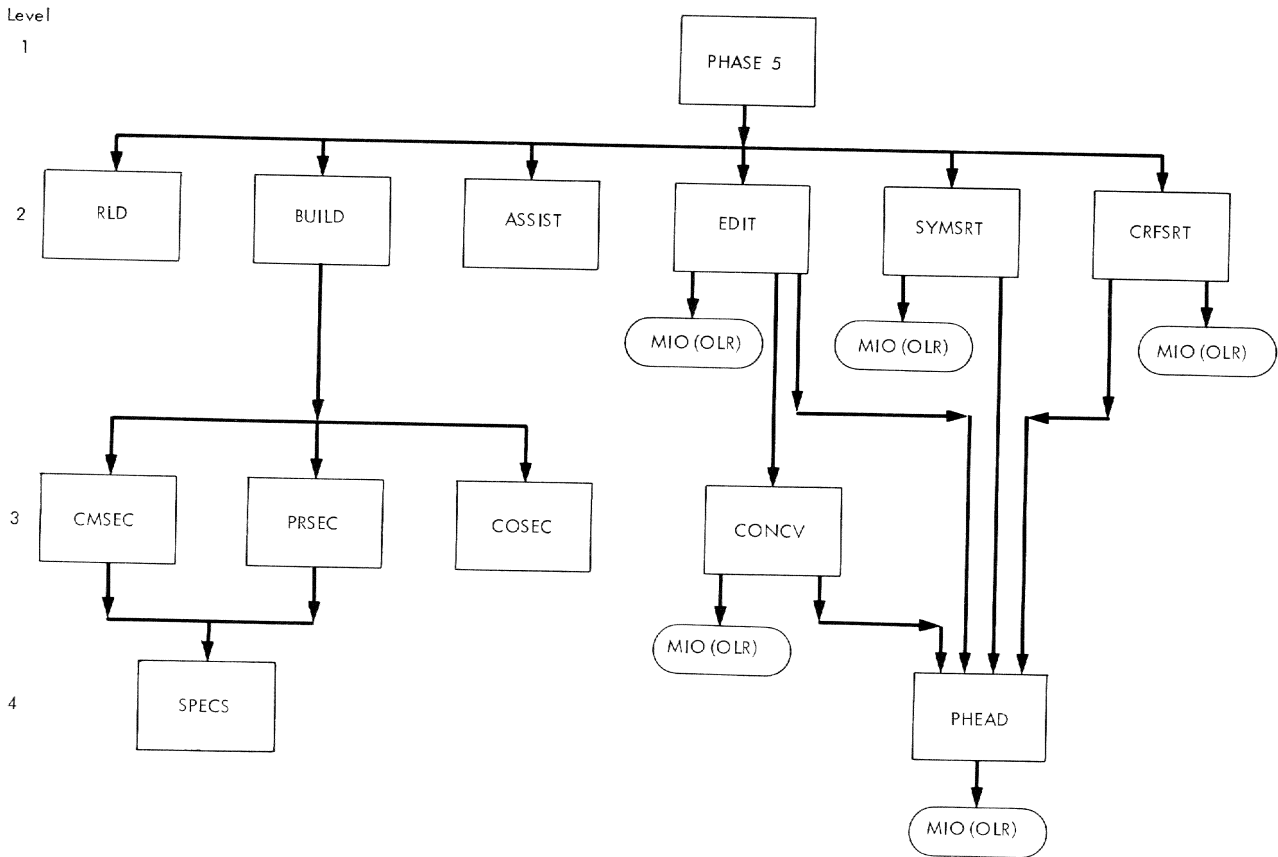 Level
1
PHASE 5
2
RLD
BUILD
ASSIST
EDIT
SYMSRT
CRFSRT
MIO (OLR)
MIO (OLR)
MIO (OLR)
3
CMSEC
PRSEC
COSEC
CONCV
MIO (OLR)
4
SPECS
PHEAD
MIO (OLR)